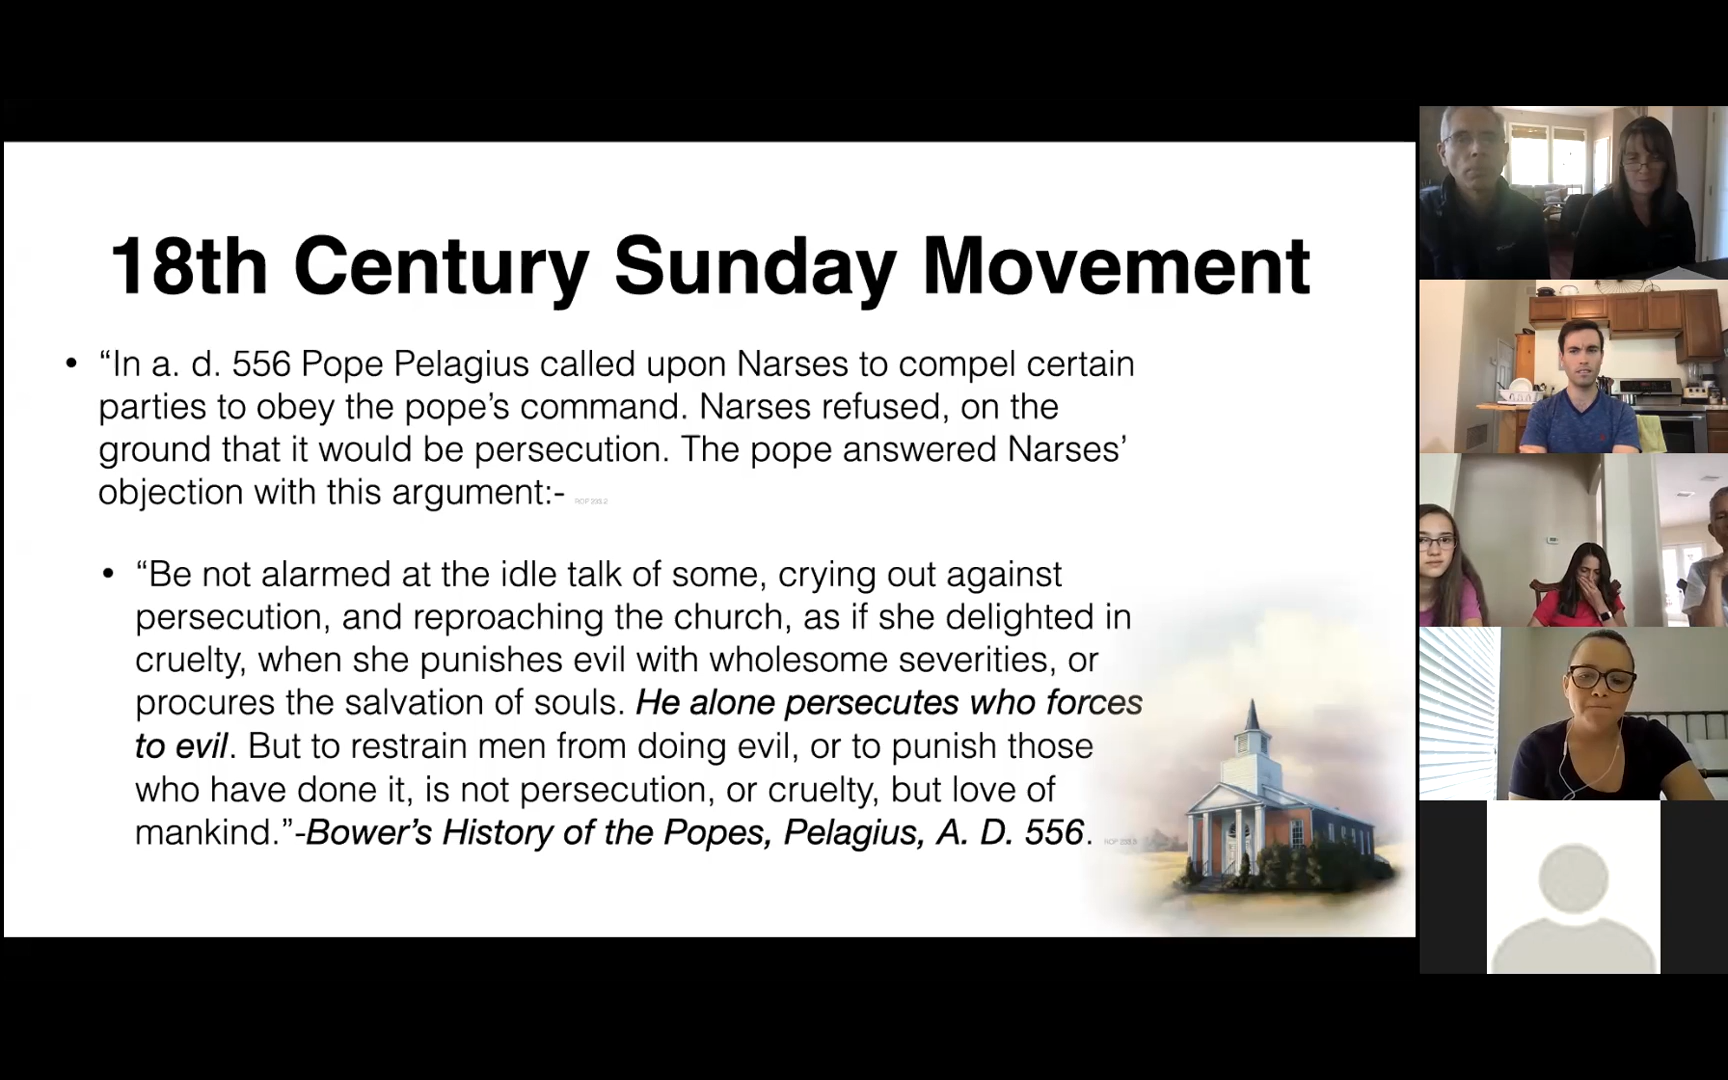 18th Century Sunday Movement
• “In a. d. 556 Pope Pelagius called upon Narses to compel certain
parties to obey the pope’s command. Narses refused, on the
ground that it would be persecution. The pope answered Narses’
objection with this argument:-
• “Be not alarmed at the idle talk of some, crying out against
persecution, and reproaching the church, as if she delighted in
cruelty, when she punishes evil with wholesome severities, or
procures the salvation of souls. He alone persecutes who forces
to evil. But to restrain men from doing evil, or to punish those
who have done it, is not persecution, or cruelty, but love of
mankind.”-Bower’s History of the Popes, Pelagius, A. D. 556.